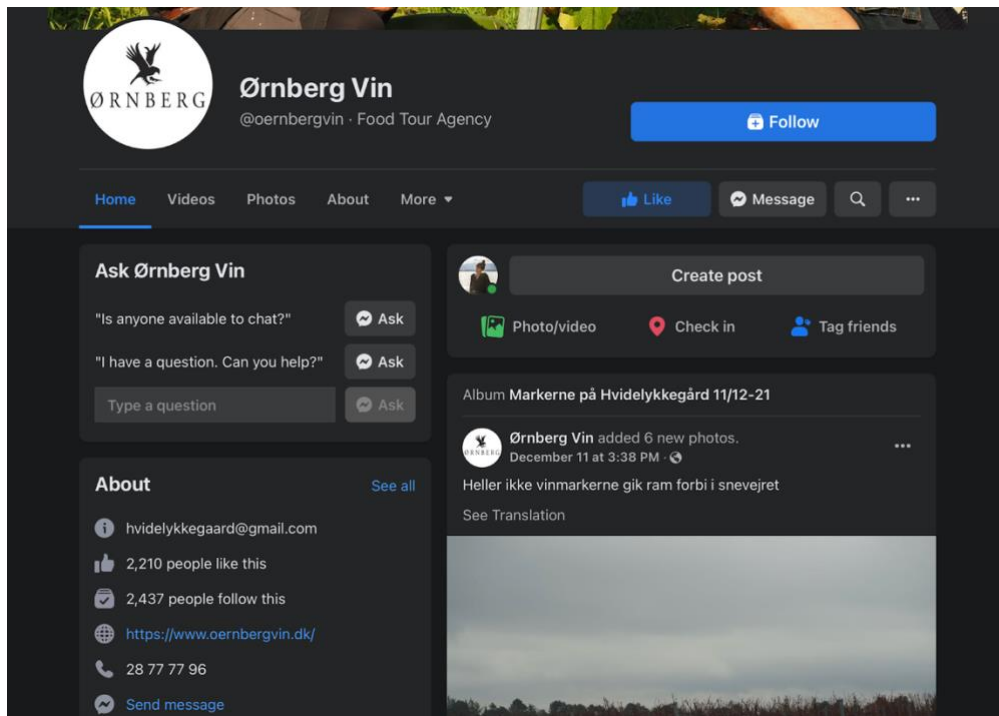 ØRNBERG
Ørnberg Vin
@oernbergvin · Food Tour Agency
Follow
Home Videos Photos About More
Like Message
Ask Ørnberg Vin
"Is anyone available to chat?" Ask
"I have a question. Can you help?" Ask
Type a question Ask
About See all
hvidelykkegaard@gmail.com
2,210 people like this
2,437 people follow this
https://www.oernbergvin.dk/
28 77 77 96
Send message
Create post
Photo/video Check in Tag friends
Album Markerne på Hvidelykkegård 11/12-21
ØRNBERG
Ørnberg Vin added 6 new photos.
December 11 at 3:38 PM ·
Heller ikke vinmarkerne gik ram forbi i snevejret
See Translation